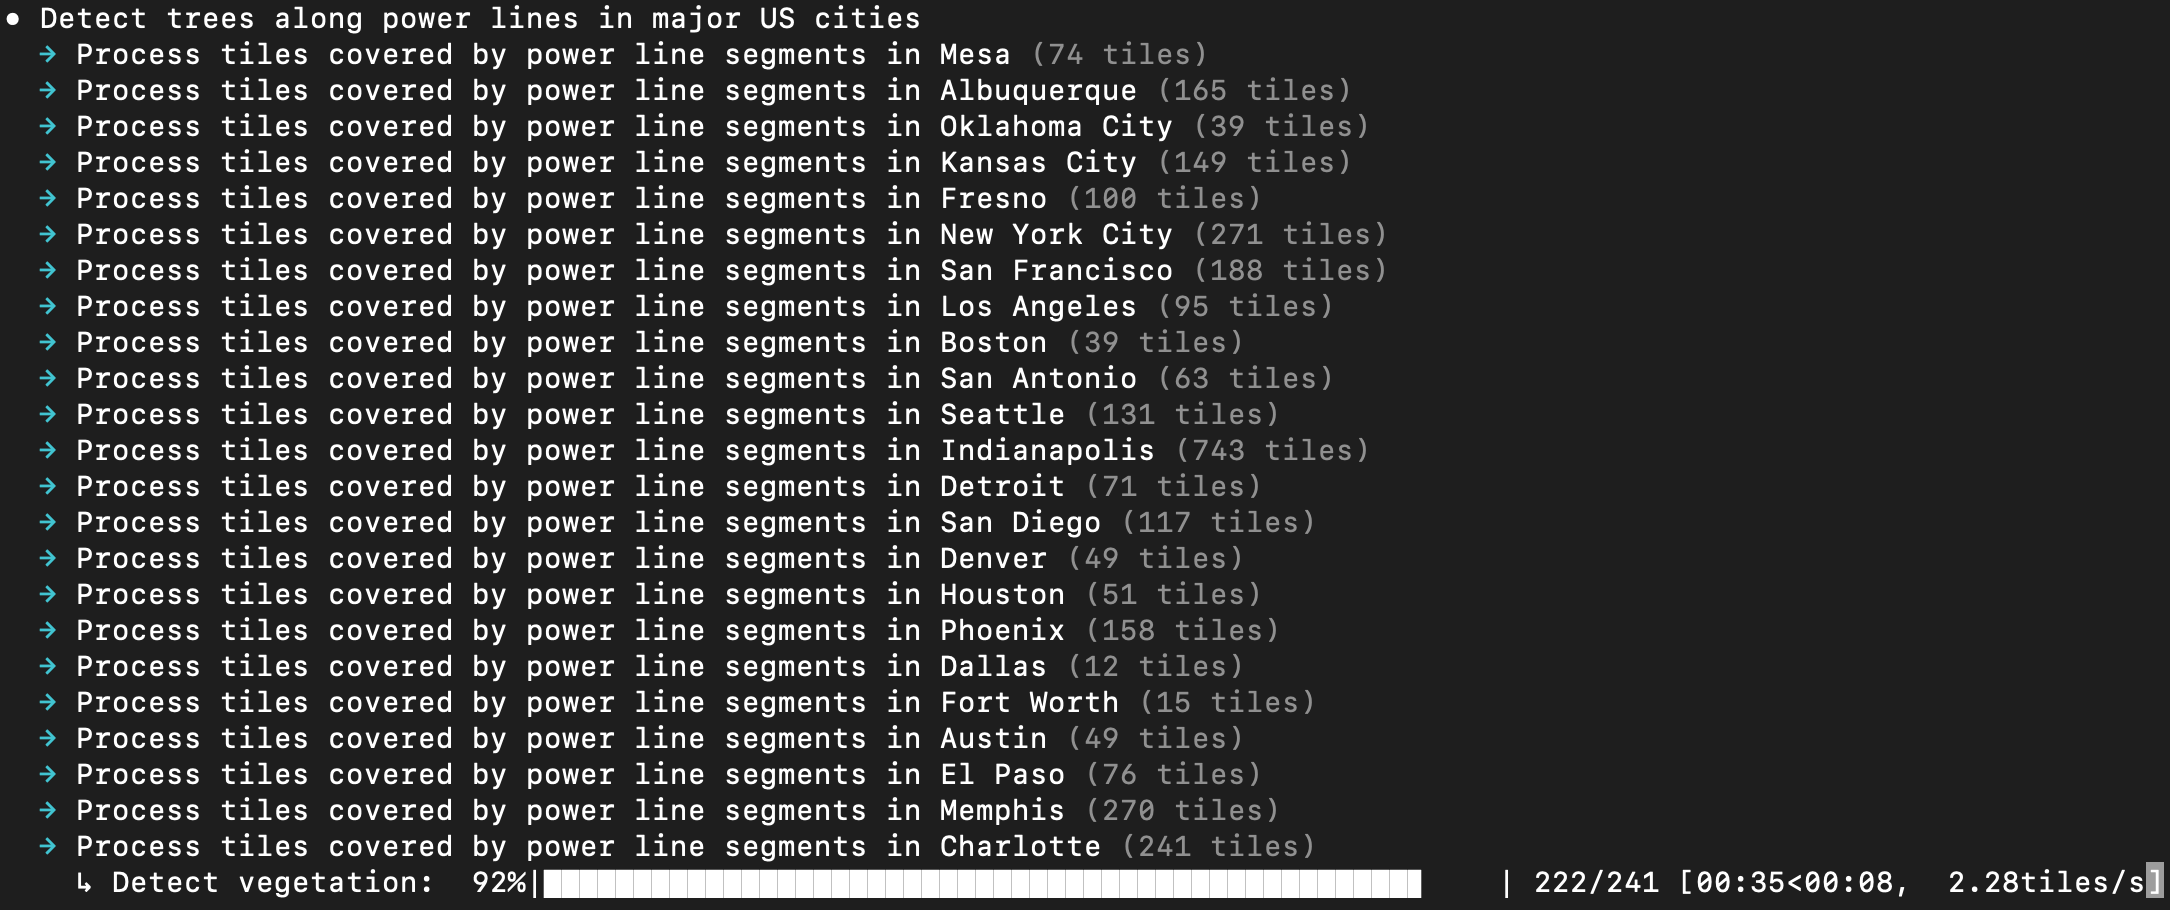 ● Detect trees along power lines in major US cities
→ Process tiles covered by power line segments in Mesa (74 tiles)
→ Process tiles covered by power line segments in Albuquerque (165 tiles)
→ Process tiles covered by power line segments in Oklahoma City (39 tiles)
→ Process tiles covered by power line segments in Kansas City (149 tiles)
→ Process tiles covered by power line segments in Fresno (100 tiles)
→ Process tiles covered by power line segments in New York City (271 tiles)
→ Process tiles covered by power line segments in San Francisco (188 tiles)
→ Process tiles covered by power line segments in Los Angeles (95 tiles)
→ Process tiles covered by power line segments in Boston (39 tiles)
→ Process tiles covered by power line segments in San Antonio (63 tiles)
→ Process tiles covered by power line segments in Seattle (131 tiles)
→ Process tiles covered by power line segments in Indianapolis (743 tiles)
→ Process tiles covered by power line segments in Detroit (71 tiles)
→ Process tiles covered by power line segments in San Diego (117 tiles)
→ Process tiles covered by power line segments in Denver (49 tiles)
→ Process tiles covered by power line segments in Houston (51 tiles)
→ Process tiles covered by power line segments in Phoenix (158 tiles)
→ Process tiles covered by power line segments in Dallas (12 tiles)
→ Process tiles covered by power line segments in Fort Worth (15 tiles)
→ Process tiles covered by power line segments in Austin (49 tiles)
→ Process tiles covered by power line segments in El Paso (76 tiles)
→ Process tiles covered by power line segments in Memphis (270 tiles)
→ Process tiles covered by power line segments in Charlotte (241 tiles)
↳ Detect vegetation: 92%| | 222/241 [00:35<00:08, 2.28tiles/s]